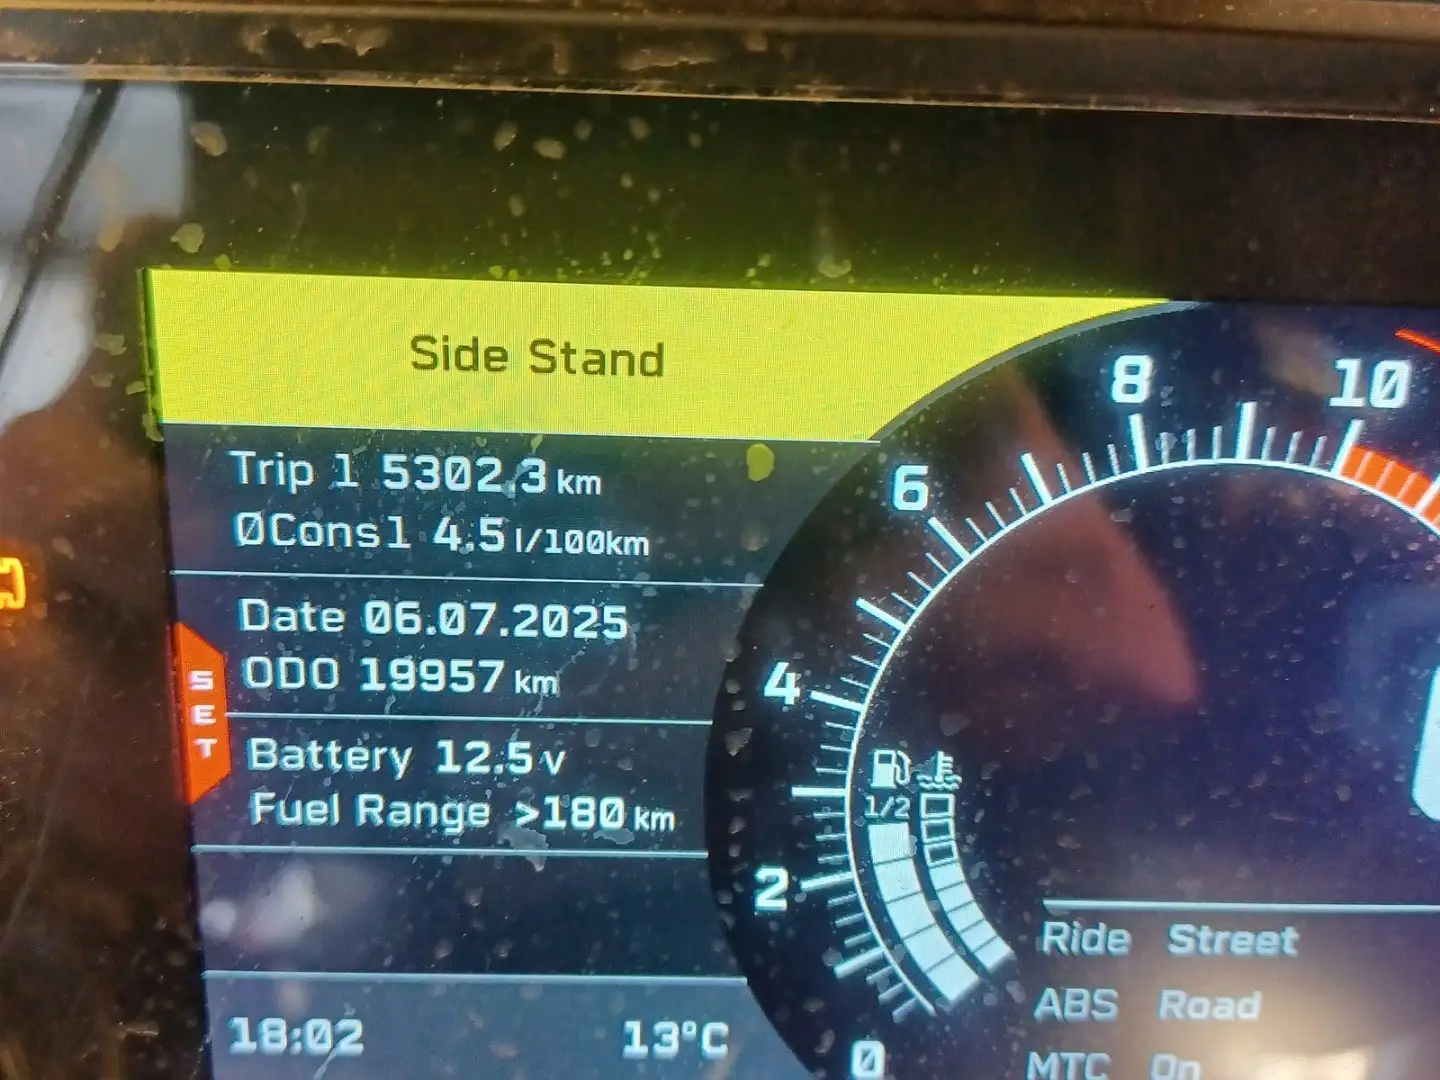 Side Stand
Trip 1 5302.3 km
ØCons1 4.5 l/100km
Date 06.07.2025
ODO 19957 km
SET
Battery 12.5 v
Fuel Range >180 km
18:02 13°C
0
2
4
6
8
10
1/2
Ride Street
ABS Road
MTC On